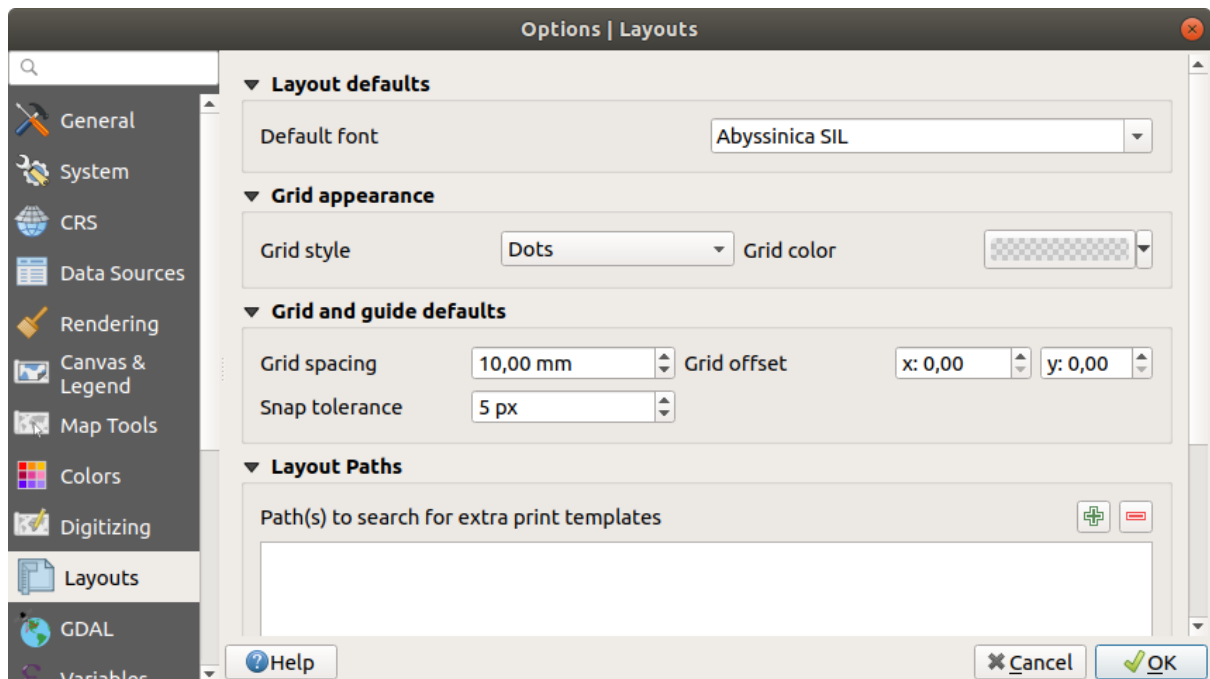 Options | Layouts
General
System
CRS
Data Sources
Rendering
Canvas &
Legend
Map Tools
Colors
Digitizing
Layouts
GDAL
Variables
Layout defaults
Default font Abyssinica SIL
Grid appearance
Grid style Dots Grid color
Grid and guide defaults
Grid spacing 10,00 mm Grid offset x: 0,00 y: 0,00
Snap tolerance 5 px
Layout Paths
Path(s) to search for extra print templates
Help Cancel OK